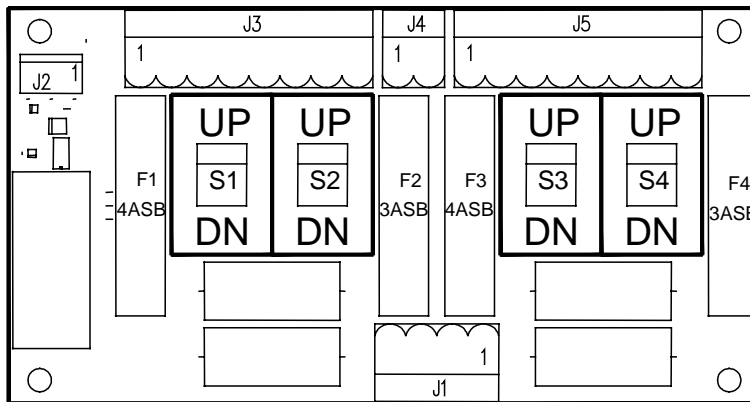 J3 J4 J5
1 1 1
J2 1
UP UP UP UP
F1 S1 S2 F2 F3 S3 S4 F4
4ASB 3ASB 4ASB 3ASB
DN DN DN DN
1
J1